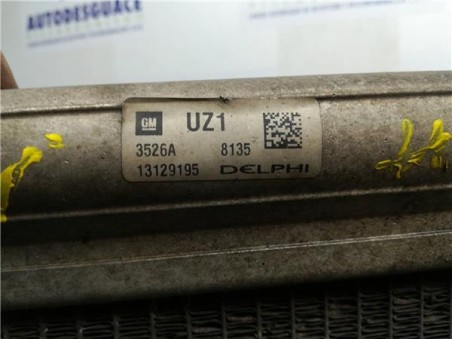 AUTODESGUACE
GM UZ1
3526A 8135
13129195 DELPHI